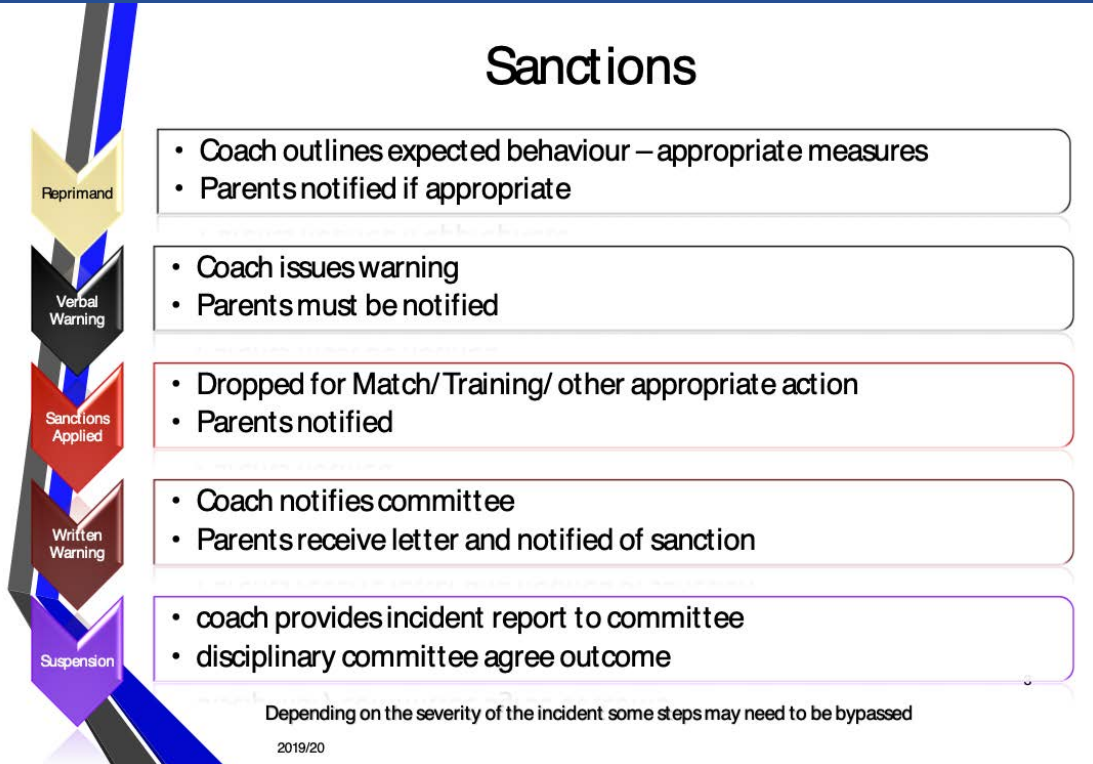 Sanctions
Reprimand
• Coach outlines expected behaviour – appropriate measures
• Parents notified if appropriate
Verbal
Warning
• Coach issues warning
• Parents must be notified
Sanctions
Applied
• Dropped for Match/Training/other appropriate action
• Parents notified
Written
Warning
• Coach notifies committee
• Parents receive letter and notified of sanction
Suspension
• coach provides incident report to committee
• disciplinary committee agree outcome
Depending on the severity of the incident some steps may need to be bypassed
2019/20